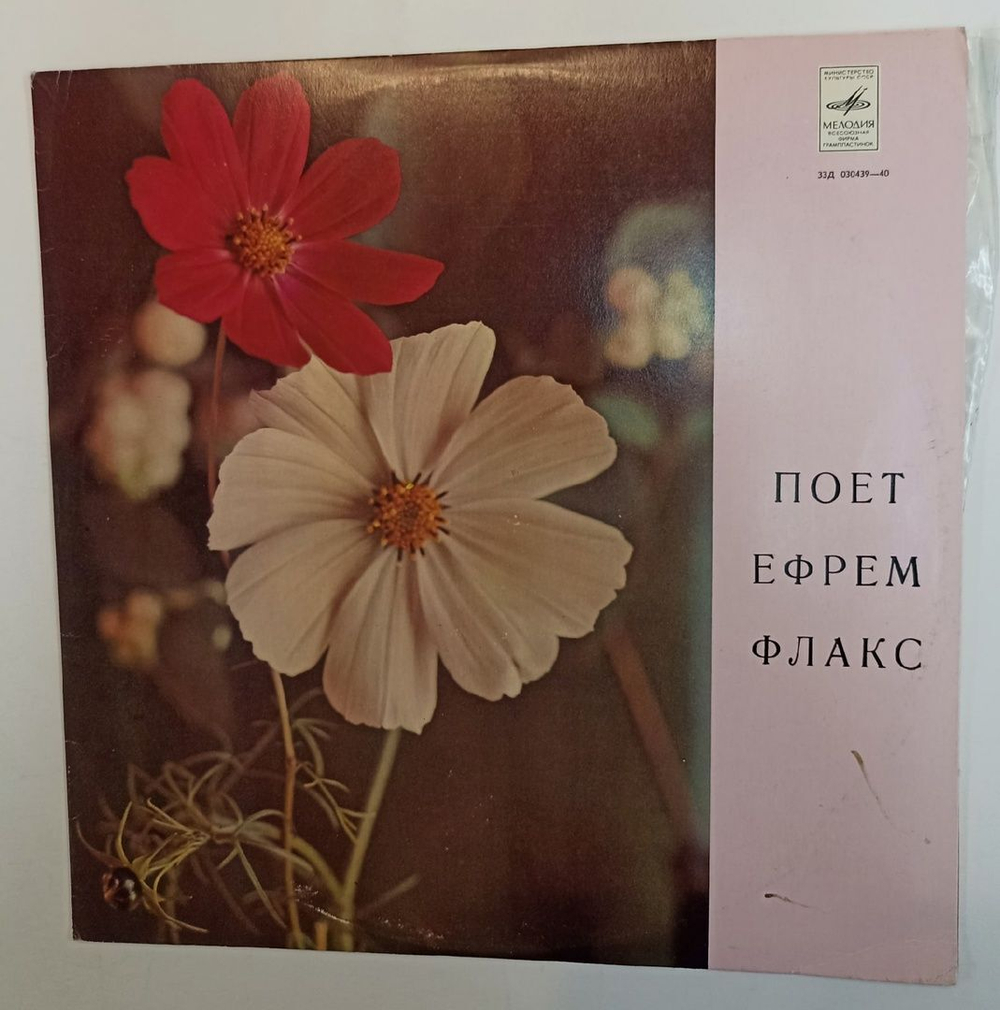 МИНИСТЕРСТВО
КУЛЬТУРЫ СССР
МЕЛОДИЯ
ВСЕСОЮЗНАЯ
ФИРМА
ГРАМПЛАСТИНОК
33Д 030439—40
ПОЕТ
ЕФРЕМ
ФЛАКС